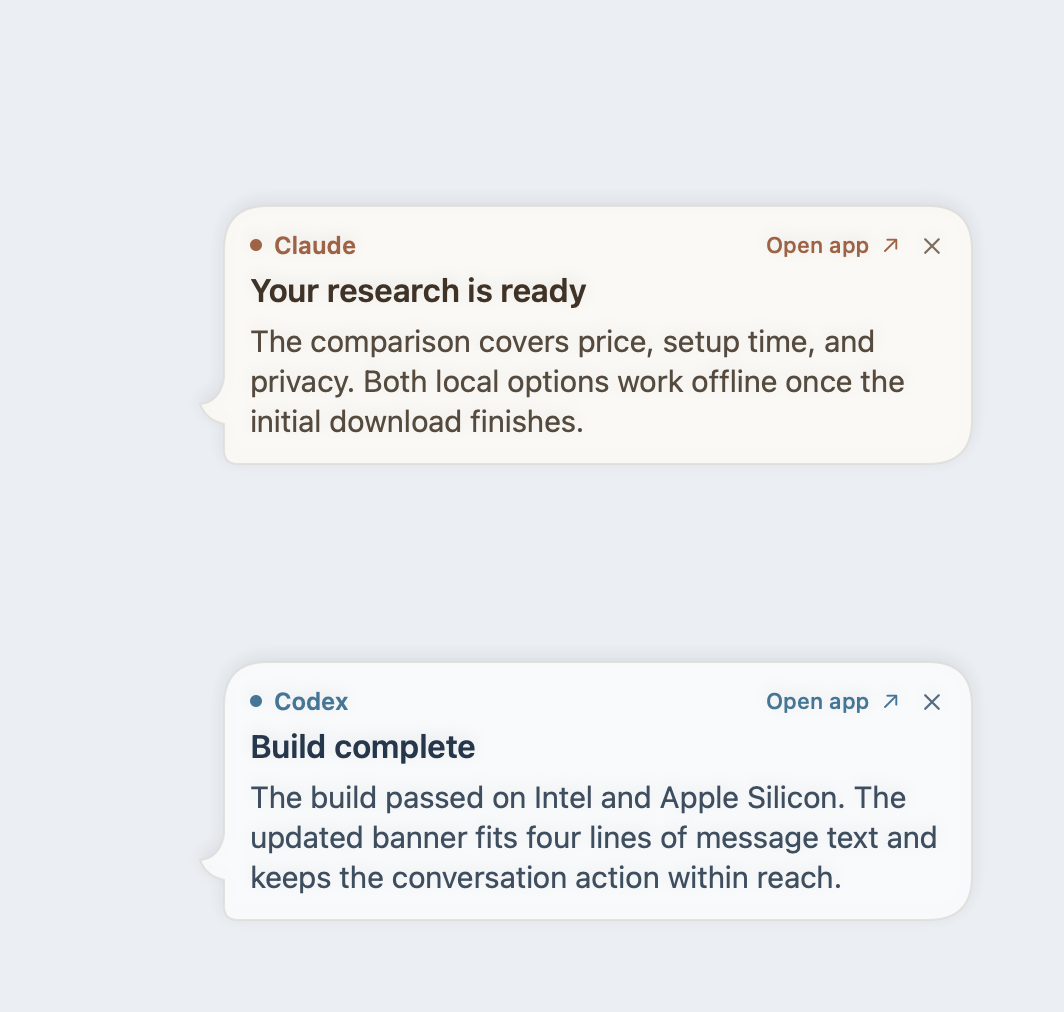 Claude
Open app
Your research is ready
The comparison covers price, setup time, and
privacy. Both local options work offline once the
initial download finishes.
Codex
Open app
Build complete
The build passed on Intel and Apple Silicon. The
updated banner fits four lines of message text and
keeps the conversation action within reach.